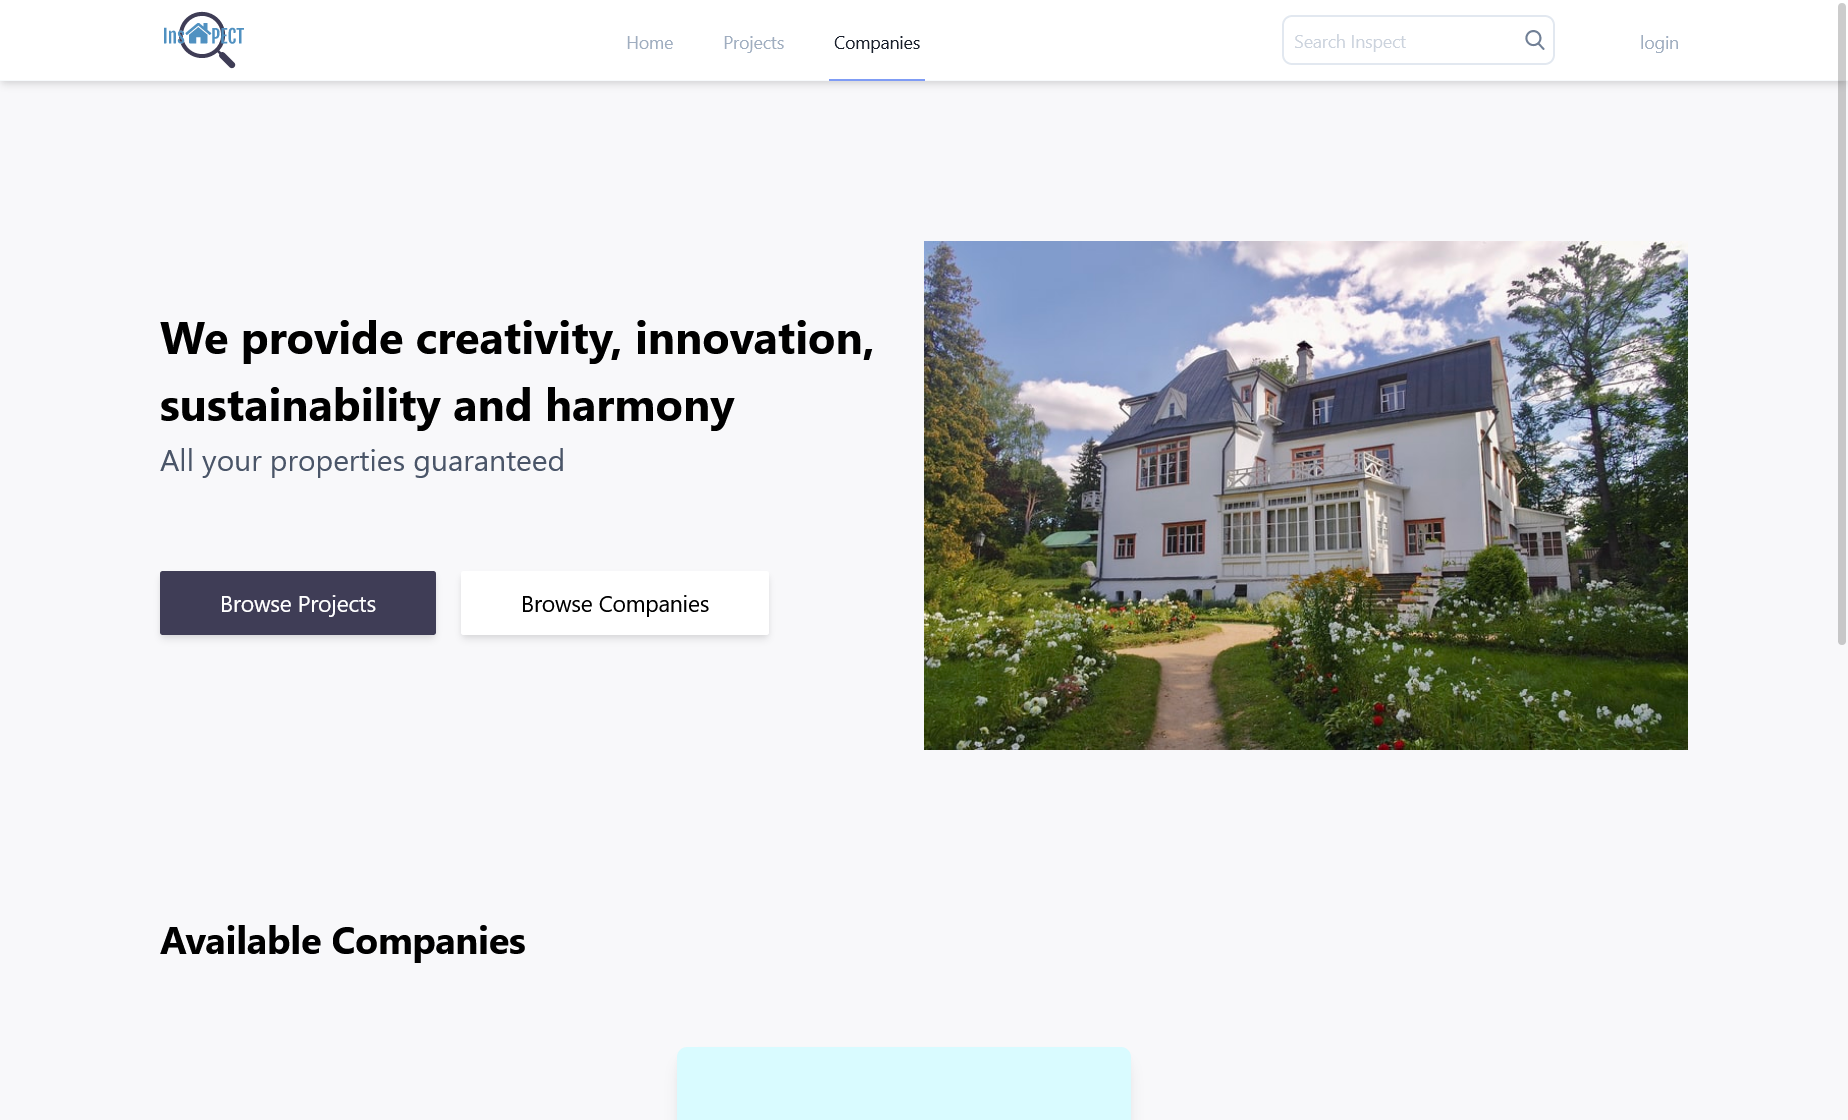 InsPECT
Home
Projects
Companies
Search Inspect
login
We provide creativity, innovation,
sustainability and harmony
All your properties guaranteed
Browse Projects
Browse Companies
Available Companies